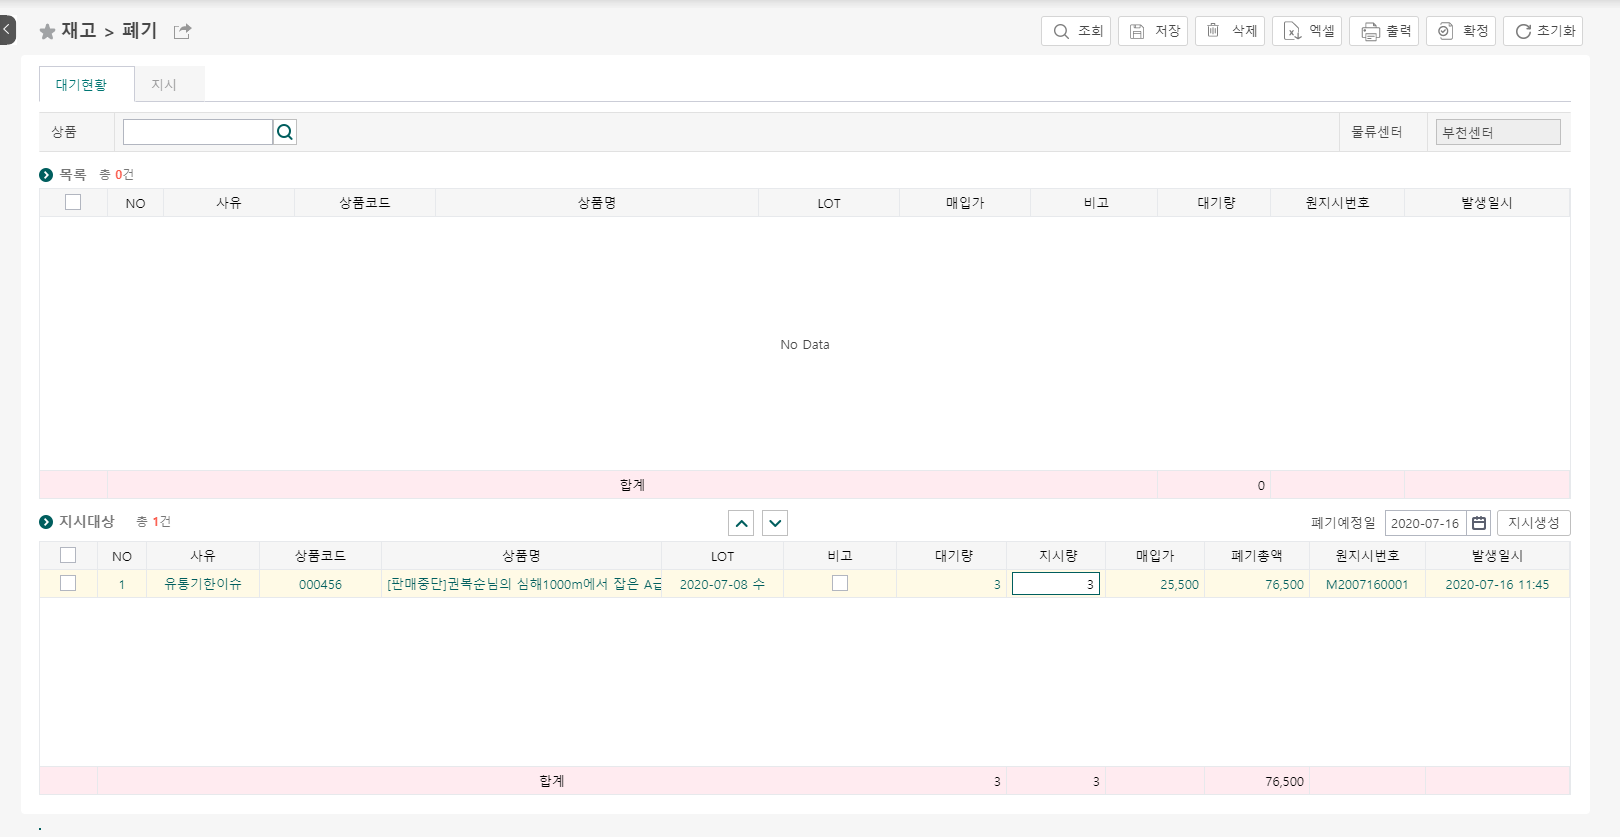 재고 > 폐기
조회 저장 삭제 엑셀 출력 확정 초기화
대기현황 지시
상품 물류센터 부천센터
목록 총 0건
NO 사유 상품코드 상품명 LOT 매입가 비고 대기량 원지시번호 발생일시
No Data
합계 0
지시대상 총 1건 폐기예정일 2020-07-16 지시생성
NO 사유 상품코드 상품명 LOT 비고 대기량 지시량 매입가 폐기총액 원지시번호 발생일시
1 유통기한이슈 000456 [판매중단]권복순님의 심해1000m에서 잡은 A급 2020-07-08 수 3 3 25,500 76,500 M2007160001 2020-07-16 11:45
합계 3 3 76,500